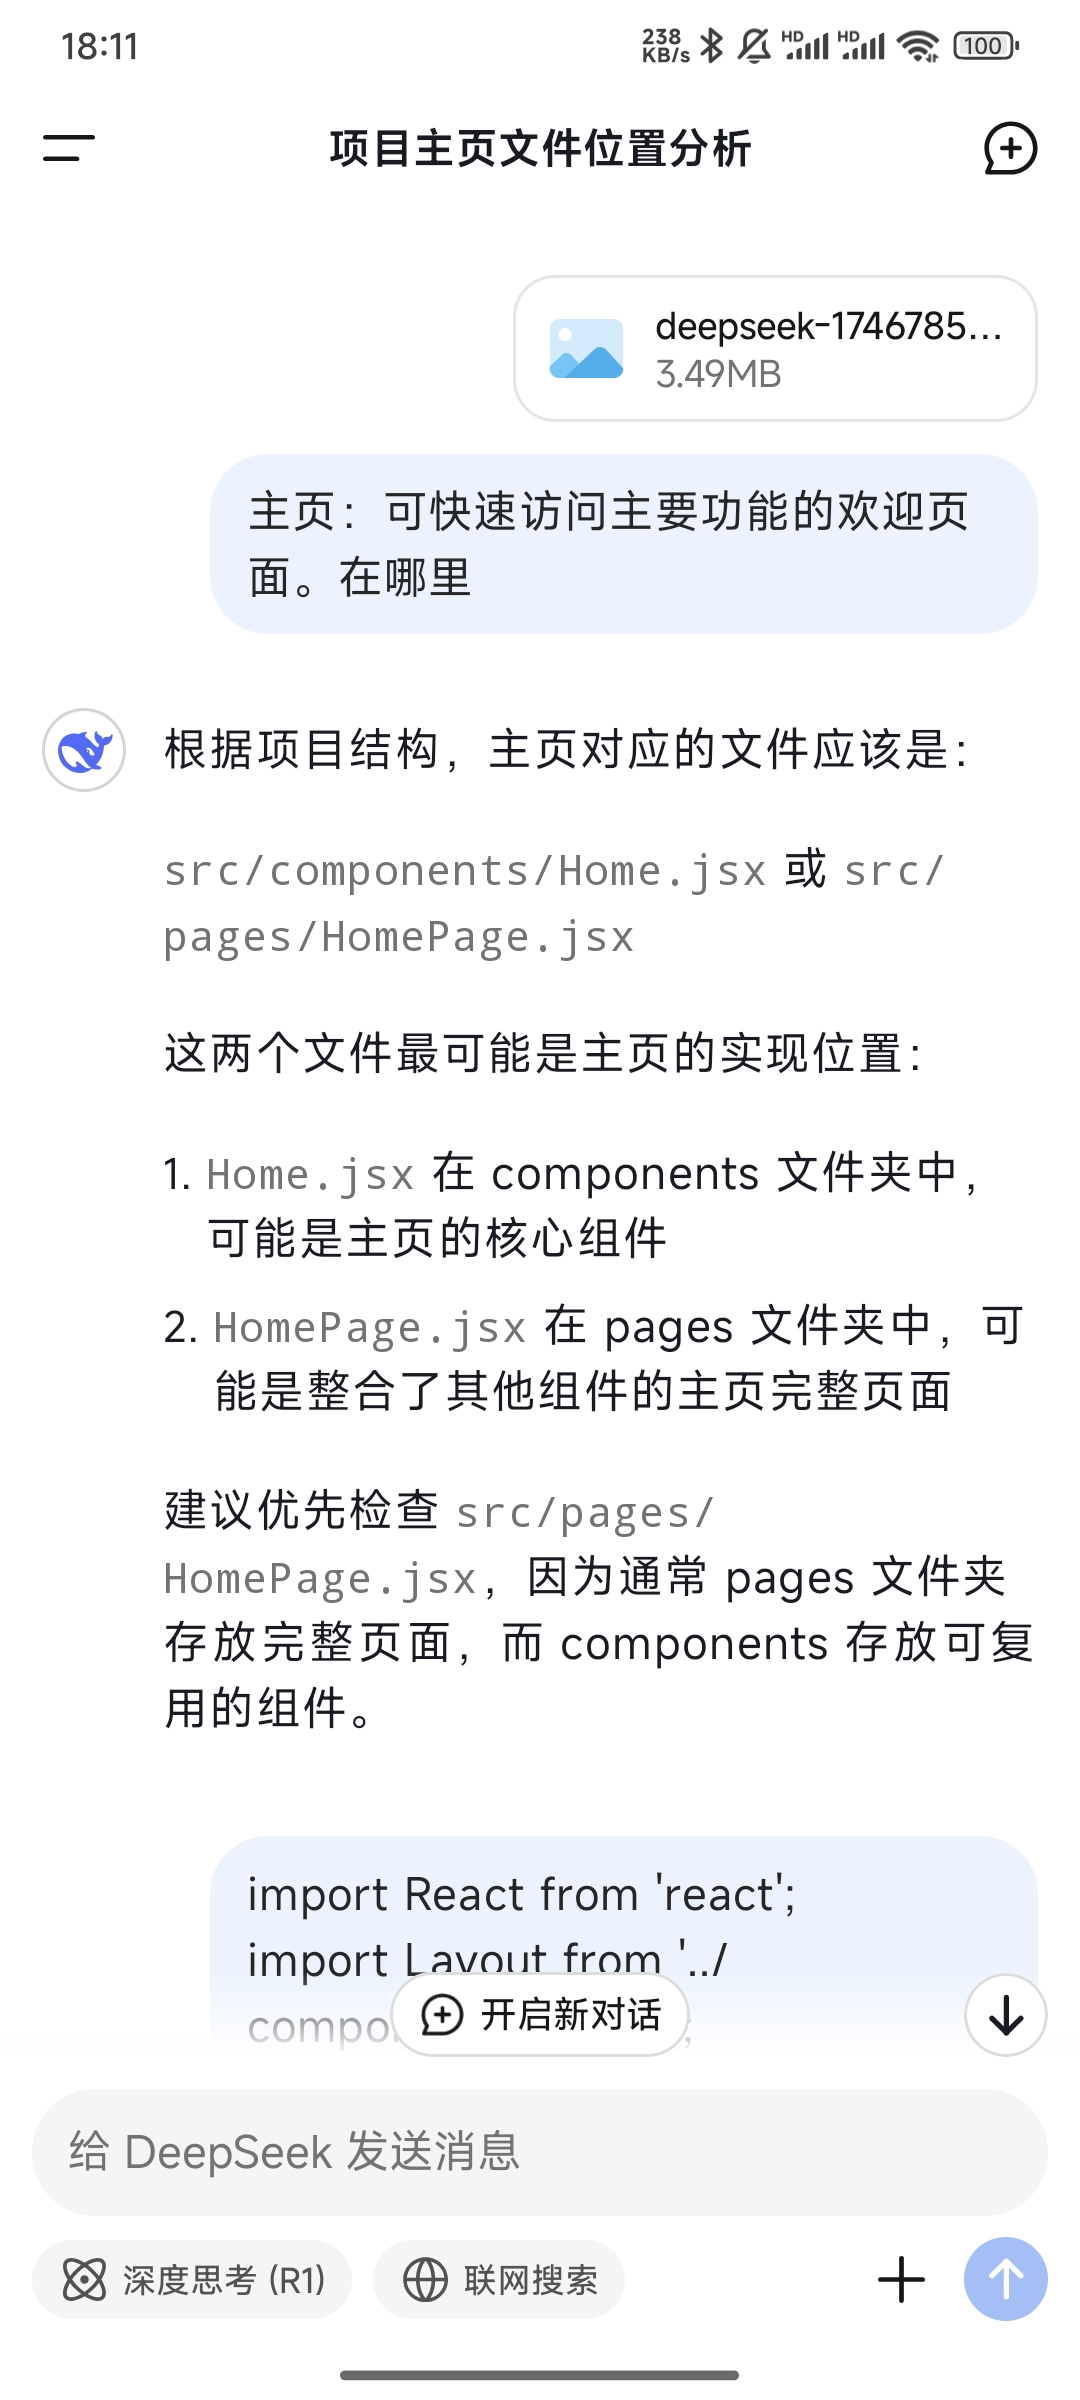 18:11
238
KB/s
HD
HD
100
项目主页文件位置分析
deepseek-1746785...
3.49MB
主页：可快速访问主要功能的欢迎页
面。在哪里
根据项目结构，主页对应的文件应该是：
src/components/Home.jsx 或 src/
pages/HomePage.jsx
这两个文件最可能是主页的实现位置：
1. Home.jsx 在 components 文件夹中，
可能是主页的核心组件
2. HomePage.jsx 在 pages 文件夹中，可
能是整合了其他组件的主页完整页面
建议优先检查 src/pages/
HomePage.jsx，因为通常 pages 文件夹
存放完整页面，而 components 存放可复
用的组件。
import React from 'react';
import Layout from '../
开启新对话
给 DeepSeek 发送消息
深度思考 (R1)
联网搜索